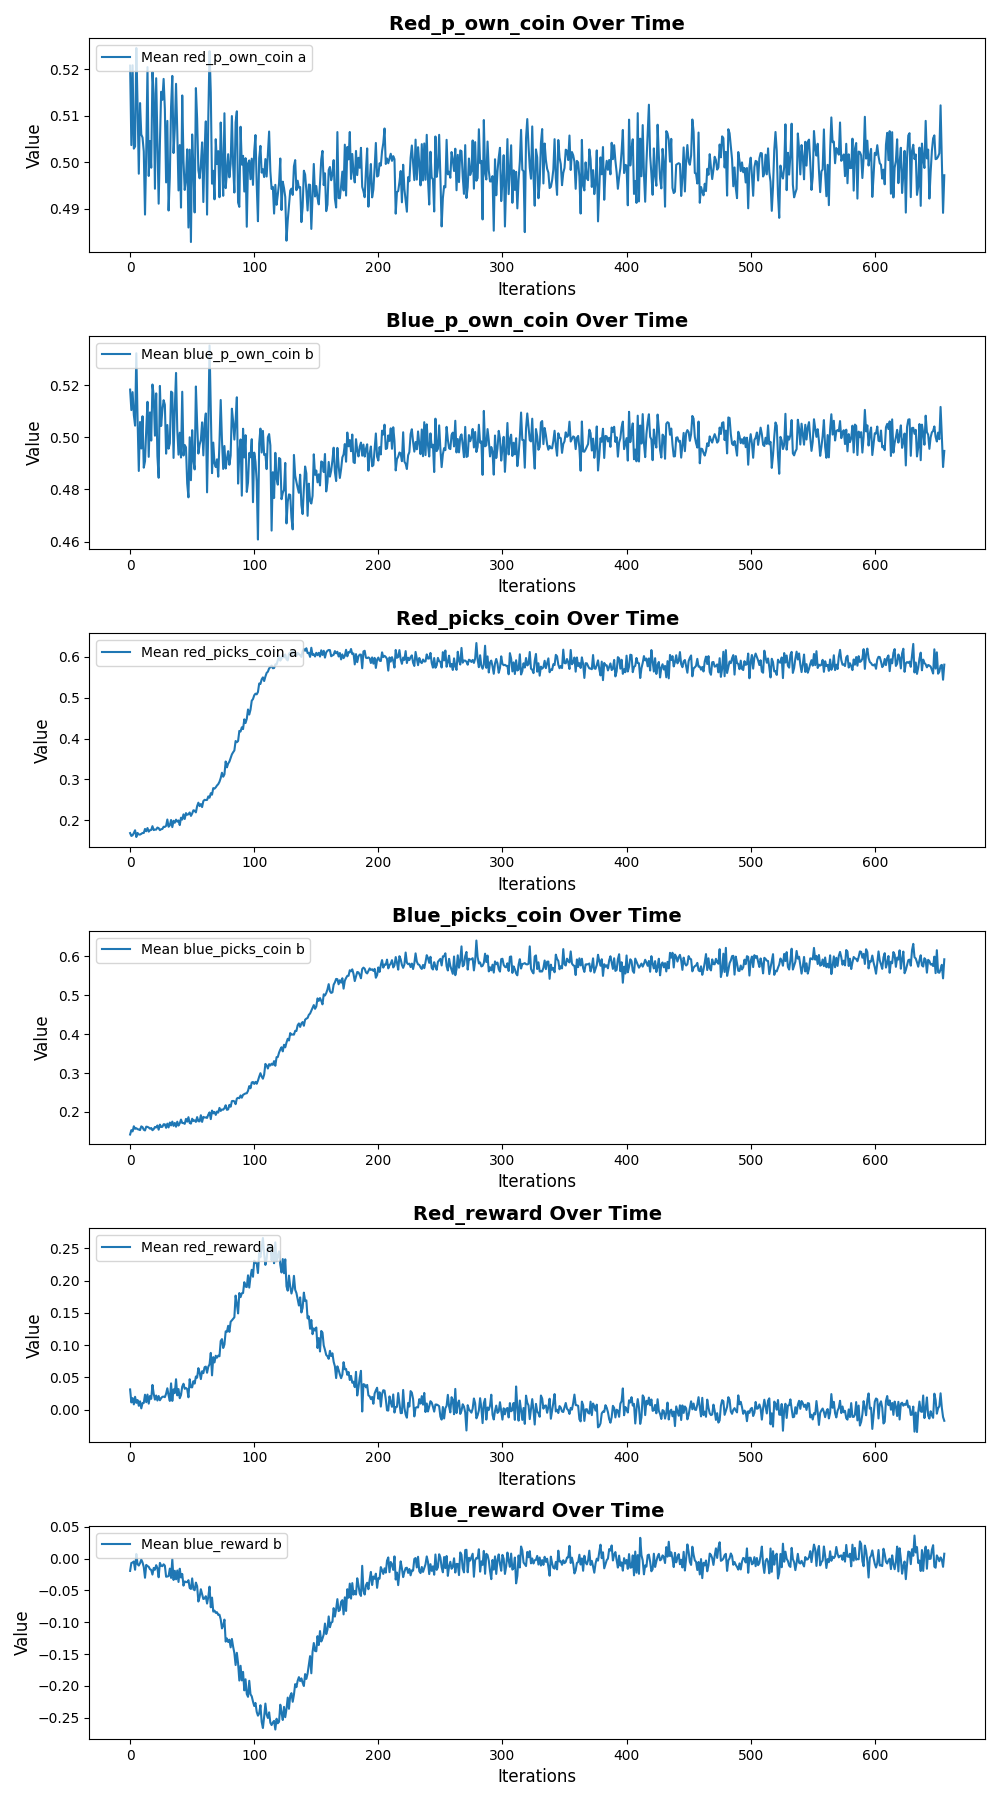 Red_p_own_coin Over Time
Mean red_p_own_coin a
0.52
0.51
0.50
0.49
Value
0 100 200 300 400 500 600
Iterations
Blue_p_own_coin Over Time
Mean blue_p_own_coin b
0.52
0.50
0.48
0.46
Value
0 100 200 300 400 500 600
Iterations
Red_picks_coin Over Time
Mean red_picks_coin a
0.6
0.5
0.4
0.3
0.2
Value
0 100 200 300 400 500 600
Iterations
Blue_picks_coin Over Time
Mean blue_picks_coin b
0.6
0.5
0.4
0.3
0.2
Value
0 100 200 300 400 500 600
Iterations
Red_reward Over Time
Mean red_reward a
0.25
0.20
0.15
0.10
0.05
0.00
Value
0 100 200 300 400 500 600
Iterations
Blue_reward Over Time
Mean blue_reward b
0.05
0.00
−0.05
−0.10
−0.15
−0.20
−0.25
Value
0 100 200 300 400 500 600
Iterations